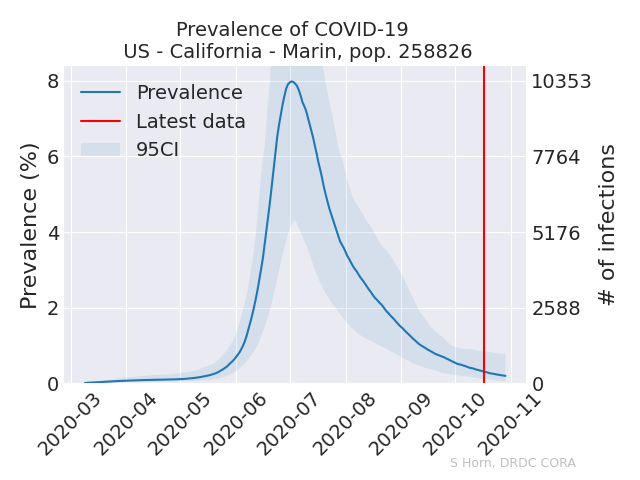 Prevalence of COVID-19
US - California - Marin, pop. 258826
Prevalence
Latest data
95CI
Prevalence (%)
8
6
4
2
0
10353
7764
5176
2588
0
# of infections
2020-03
2020-04
2020-05
2020-06
2020-07
2020-08
2020-09
2020-10
2020-11
S Horn, DRDC CORA